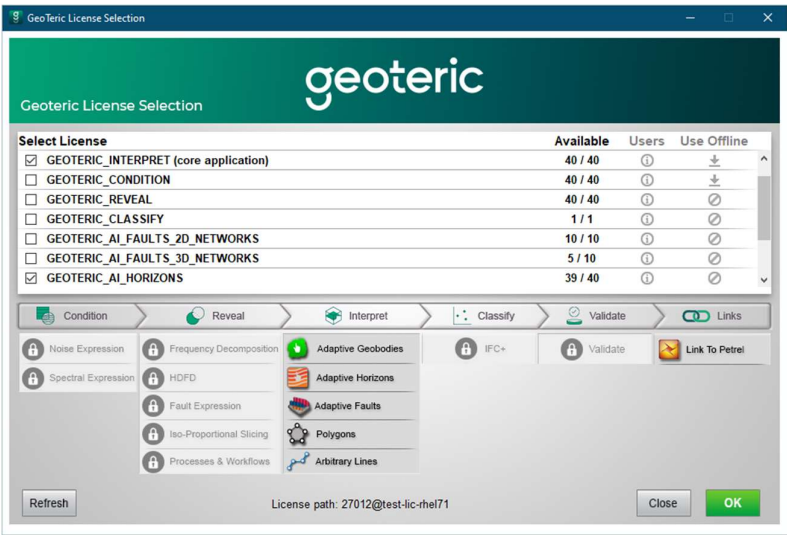 GeoTeric License Selection
geoteric
Geoteric License Selection
Select License Available Users Use Offline
GEOTERIC_INTERPRET (core application) 40 / 40
GEOTERIC_CONDITION 40 / 40
GEOTERIC_REVEAL 40 / 40
GEOTERIC_CLASSIFY 1 / 1
GEOTERIC_AI_FAULTS_2D_NETWORKS 10 / 10
GEOTERIC_AI_FAULTS_3D_NETWORKS 5 / 10
GEOTERIC_AI_HORIZONS 39 / 40
Condition Reveal Interpret Classify Validate Links
Noise Expression Frequency Decomposition Adaptive Geobodies IFC+ Validate Link To Petrel
Spectral Expression HDFD Adaptive Horizons
Fault Expression Adaptive Faults
Iso-Proportional Slicing Polygons
Processes & Workflows Arbitrary Lines
Refresh License path: 27012@test-lic-rhel71 Close OK